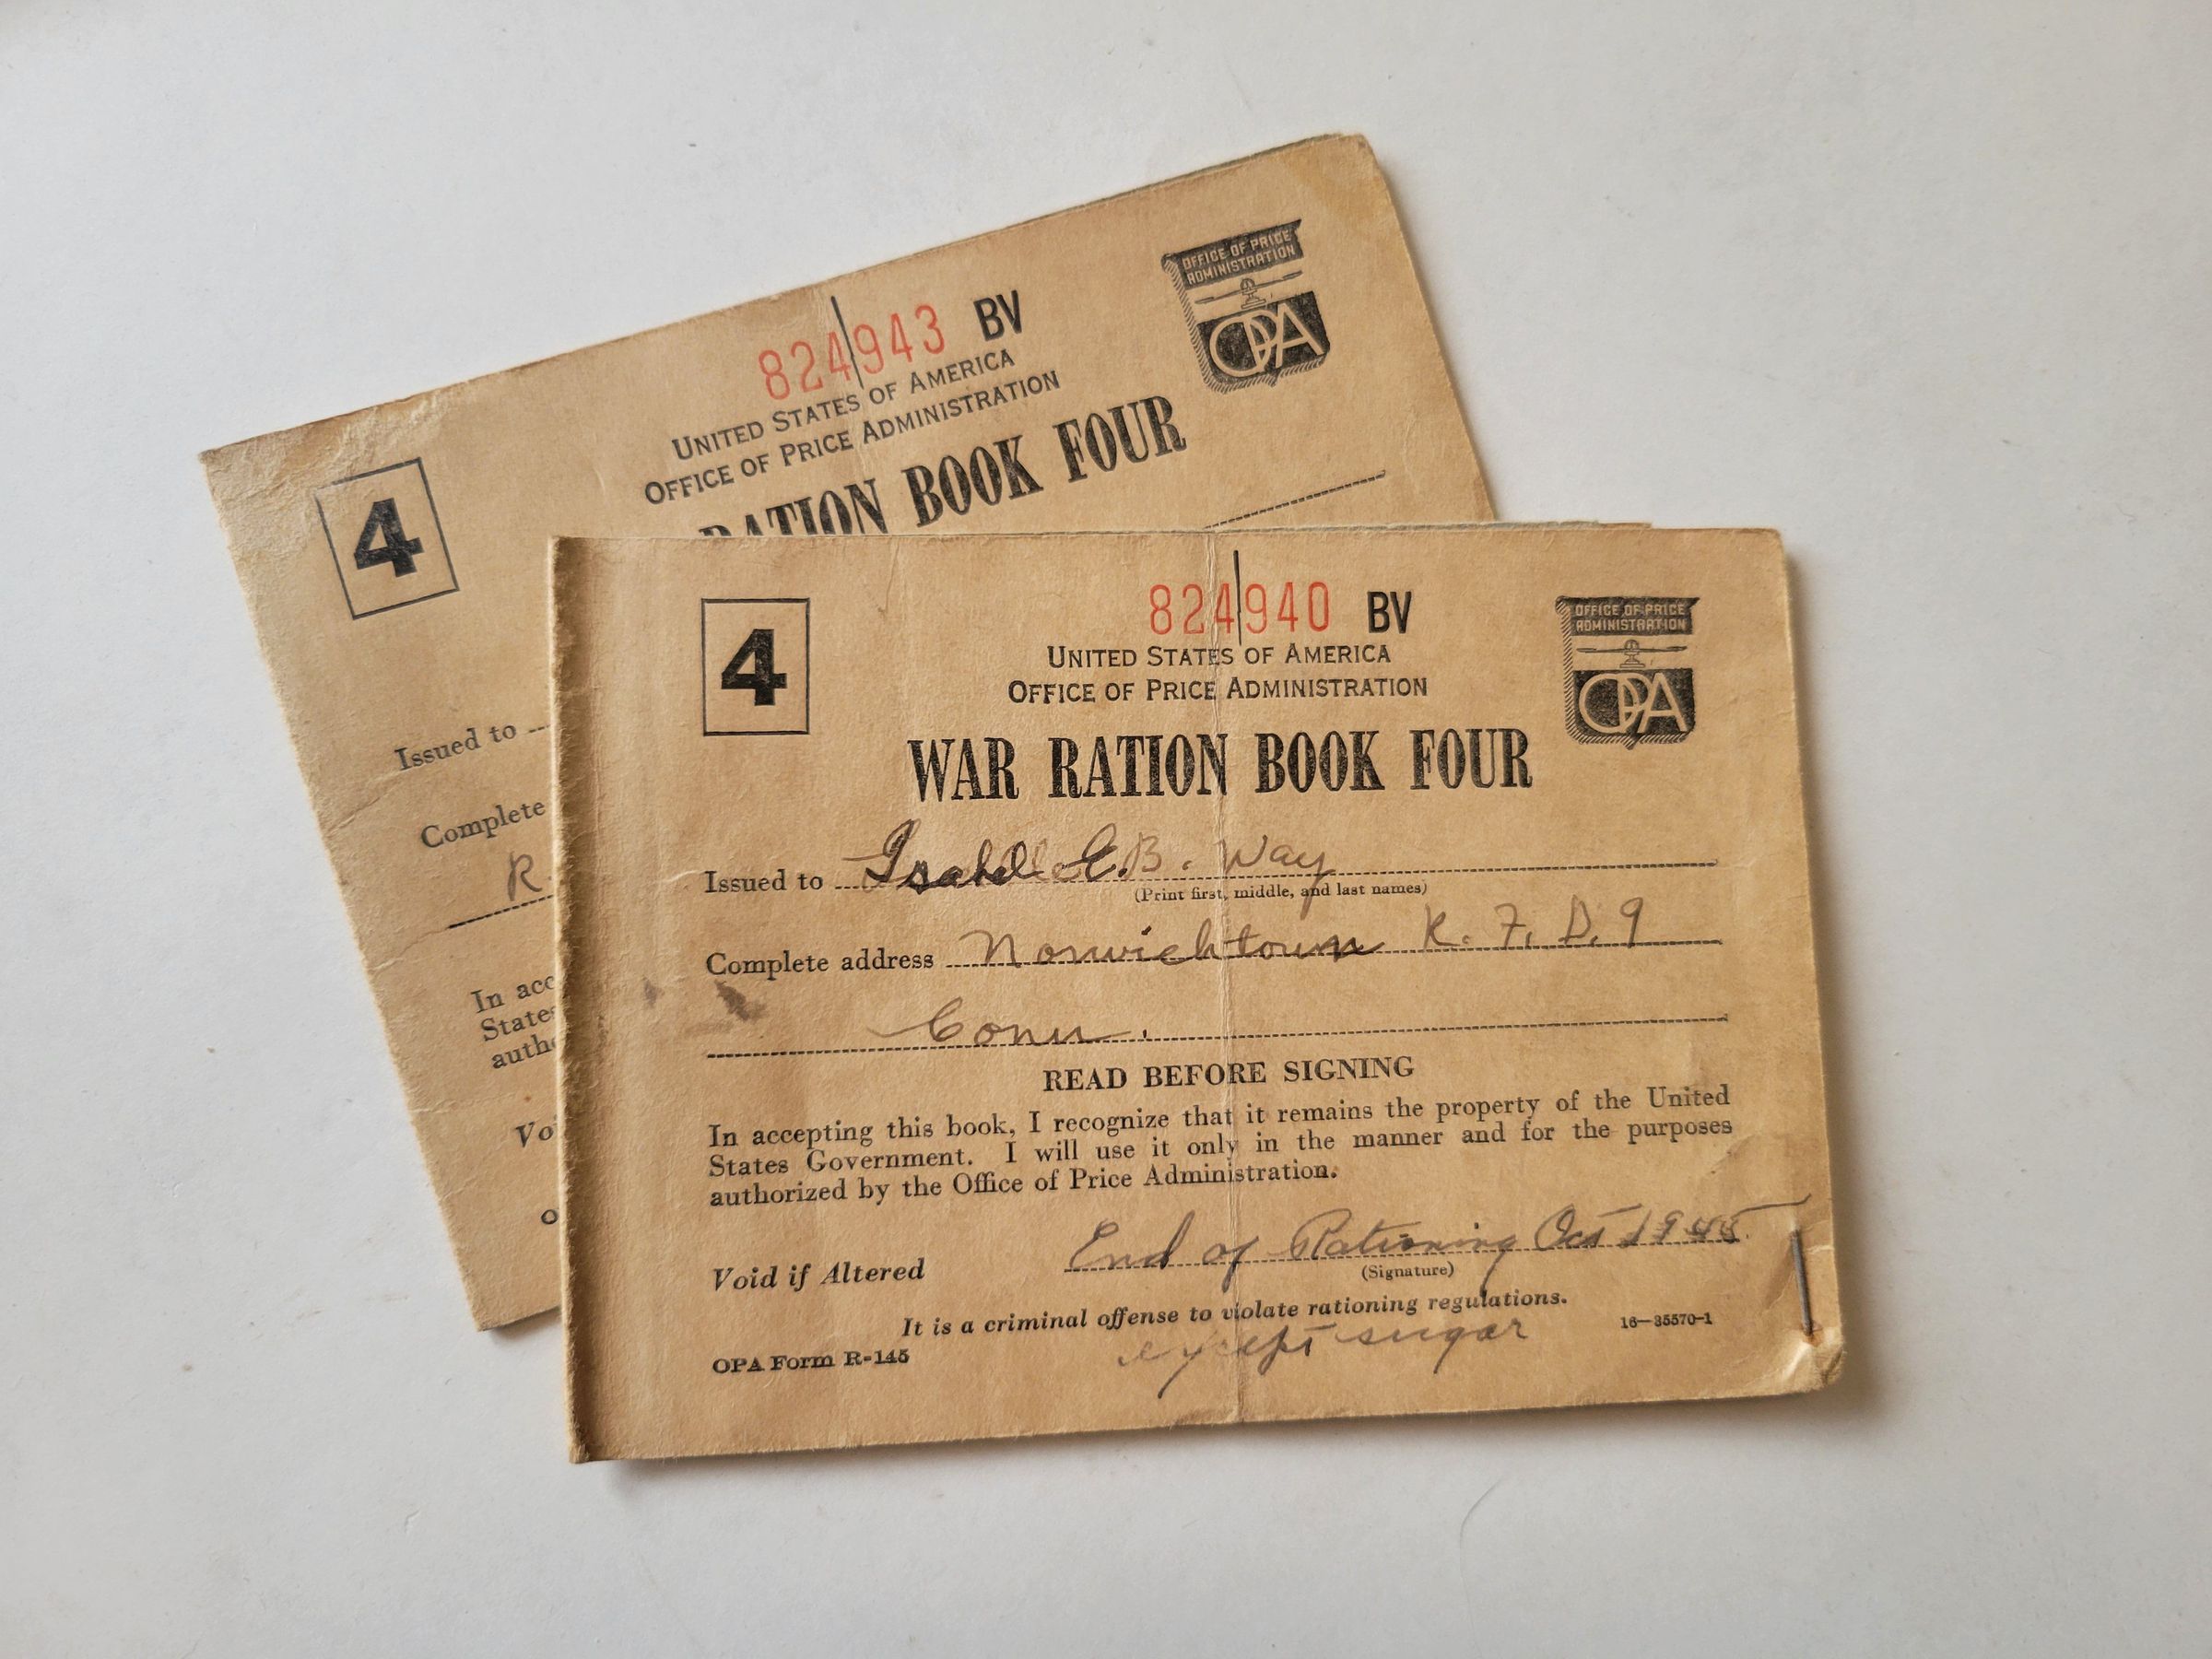 824943 BV
OFFICE OF PRICE
ADMINISTRATION
OPA
UNITED STATES OF AMERICA
OFFICE OF PRICE ADMINISTRATION
4
RATION BOOK FOUR
Issued to
Complete
R.
In acc
States
autho
Voi
824940 BV
OFFICE OF PRICE
ADMINISTRATION
OPA
4
UNITED STATES OF AMERICA
OFFICE OF PRICE ADMINISTRATION
WAR RATION BOOK FOUR
Issued to B. Way
(Print first, middle, and last names)
Complete address Norwichtown R. F. D. 9
Conn.
READ BEFORE SIGNING
In accepting this book, I recognize that it remains the property of the United
States Government. I will use it only in the manner and for the purposes
authorized by the Office of Price Administration.
End of Rationing Oct 1945
Void if Altered
(Signature)
It is a criminal offense to violate rationing regulations.
except sugar
OPA Form R-145
16—35570-1